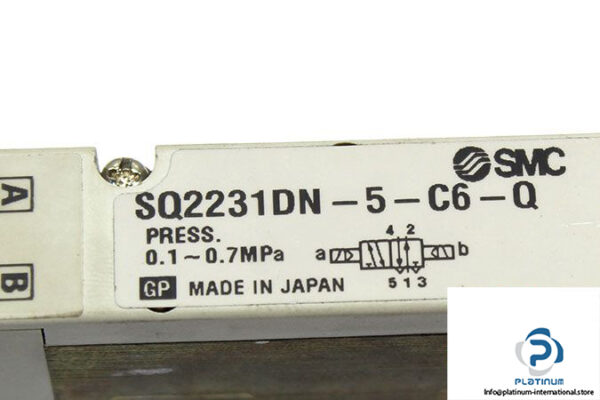 SMC
SQ2231DN-5-C6-Q
PRESS.
0.1~0.7MPa
a
4 2
b
5 1 3
GP MADE IN JAPAN
A
B
PLATINUM
info@platinum-international.store